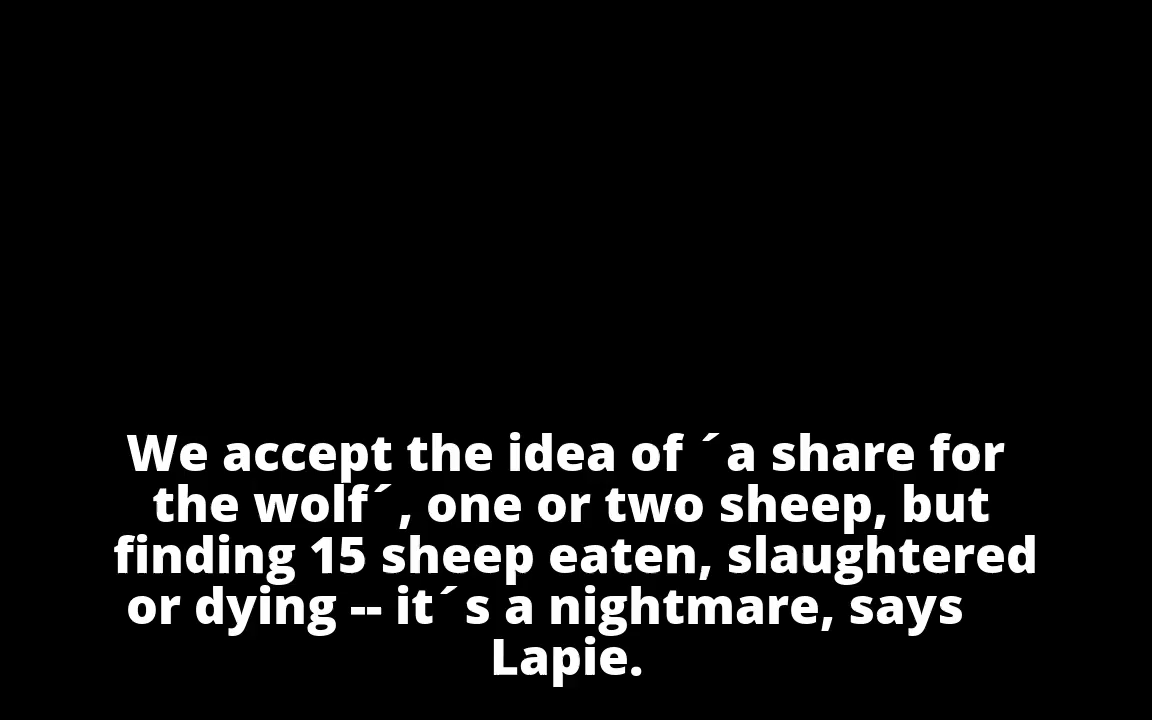 We accept the idea of ´a share for
the wolf´, one or two sheep, but
finding 15 sheep eaten, slaughtered
or dying -- it´s a nightmare, says
Lapie.